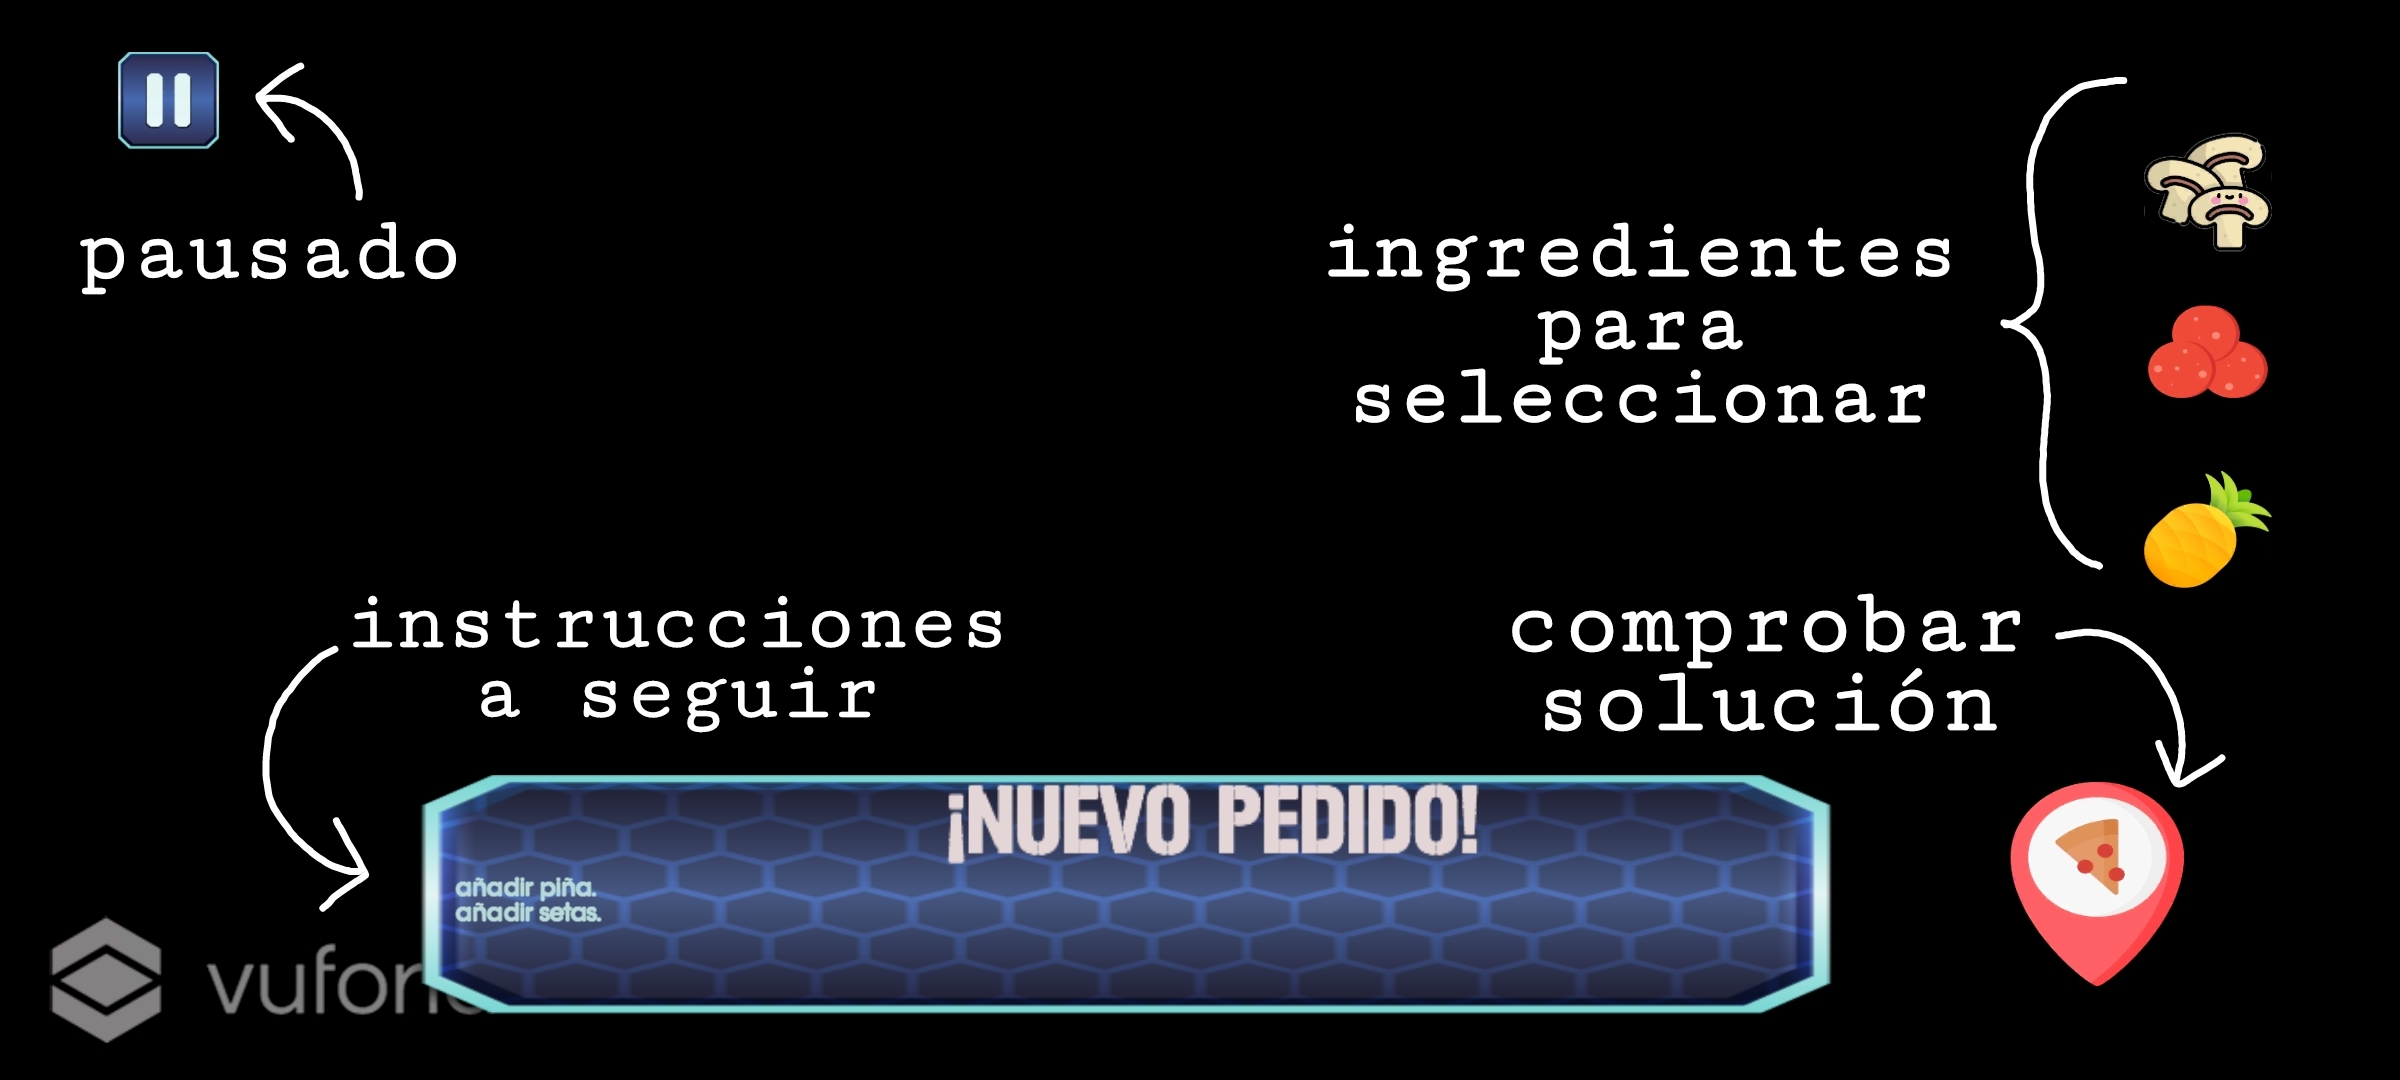 pausado
ingredientes
para
seleccionar
instrucciones
a seguir
comprobar
solución
¡NUEVO PEDIDO!
añadir piña.
añadir setas.